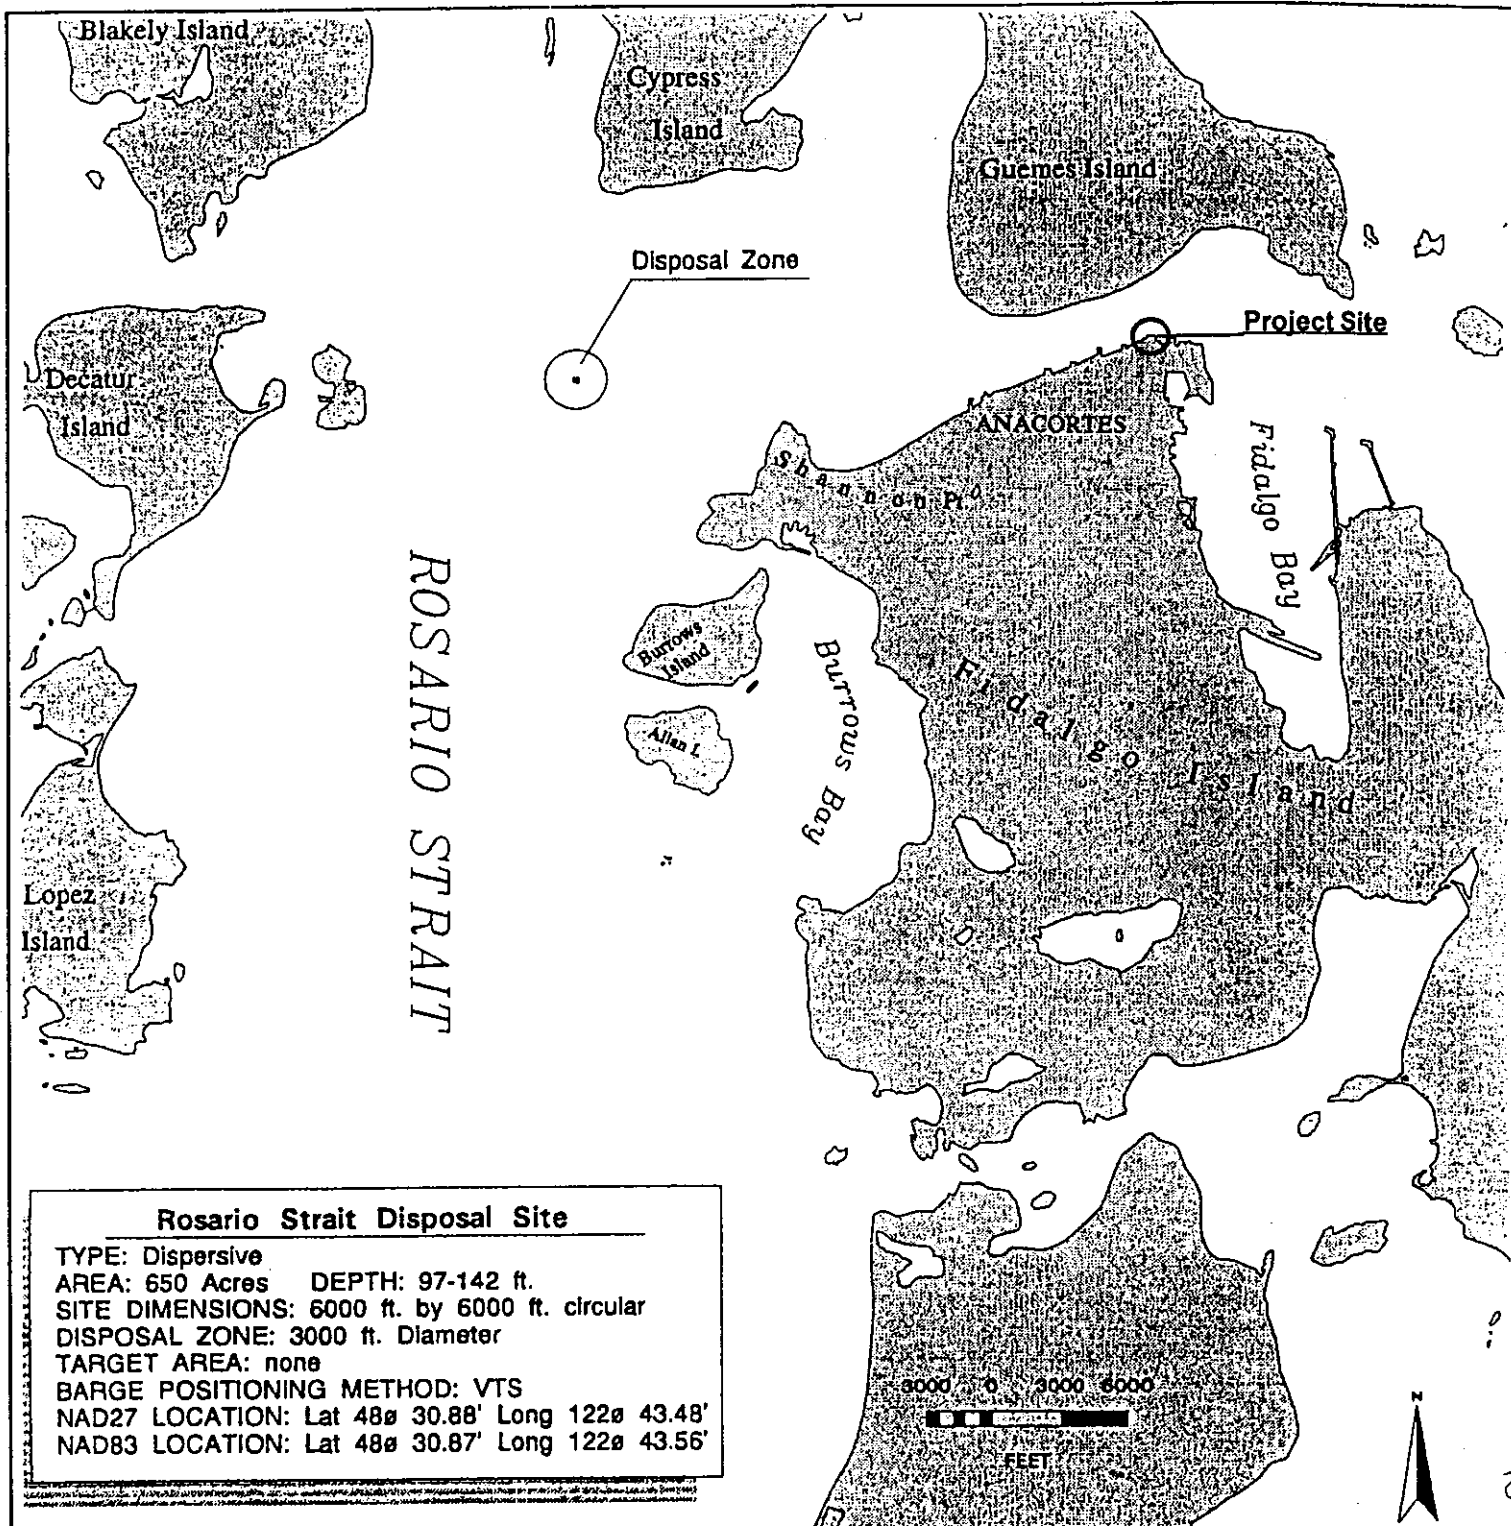 Blakely Island
Cypress
Island
Guemes Island
Disposal Zone
Project Site
Decatur
Island
ANACORTES
Shannon Pt.
Fidalgo Bay
ROSARIO STRAIT
Burrows
Island
Burrows Bay
Allan I.
Fidalgo Island
Lopez
Island
Rosario Strait Disposal Site
TYPE: Dispersive
AREA: 650 Acres DEPTH: 97-142 ft.
SITE DIMENSIONS: 6000 ft. by 6000 ft. circular
DISPOSAL ZONE: 3000 ft. Diameter
TARGET AREA: none
BARGE POSITIONING METHOD: VTS
NAD27 LOCATION: Lat 48ø 30.88' Long 122ø 43.48'
NAD83 LOCATION: Lat 48ø 30.87' Long 122ø 43.56'
3000 0 3000 6000
FEET
N